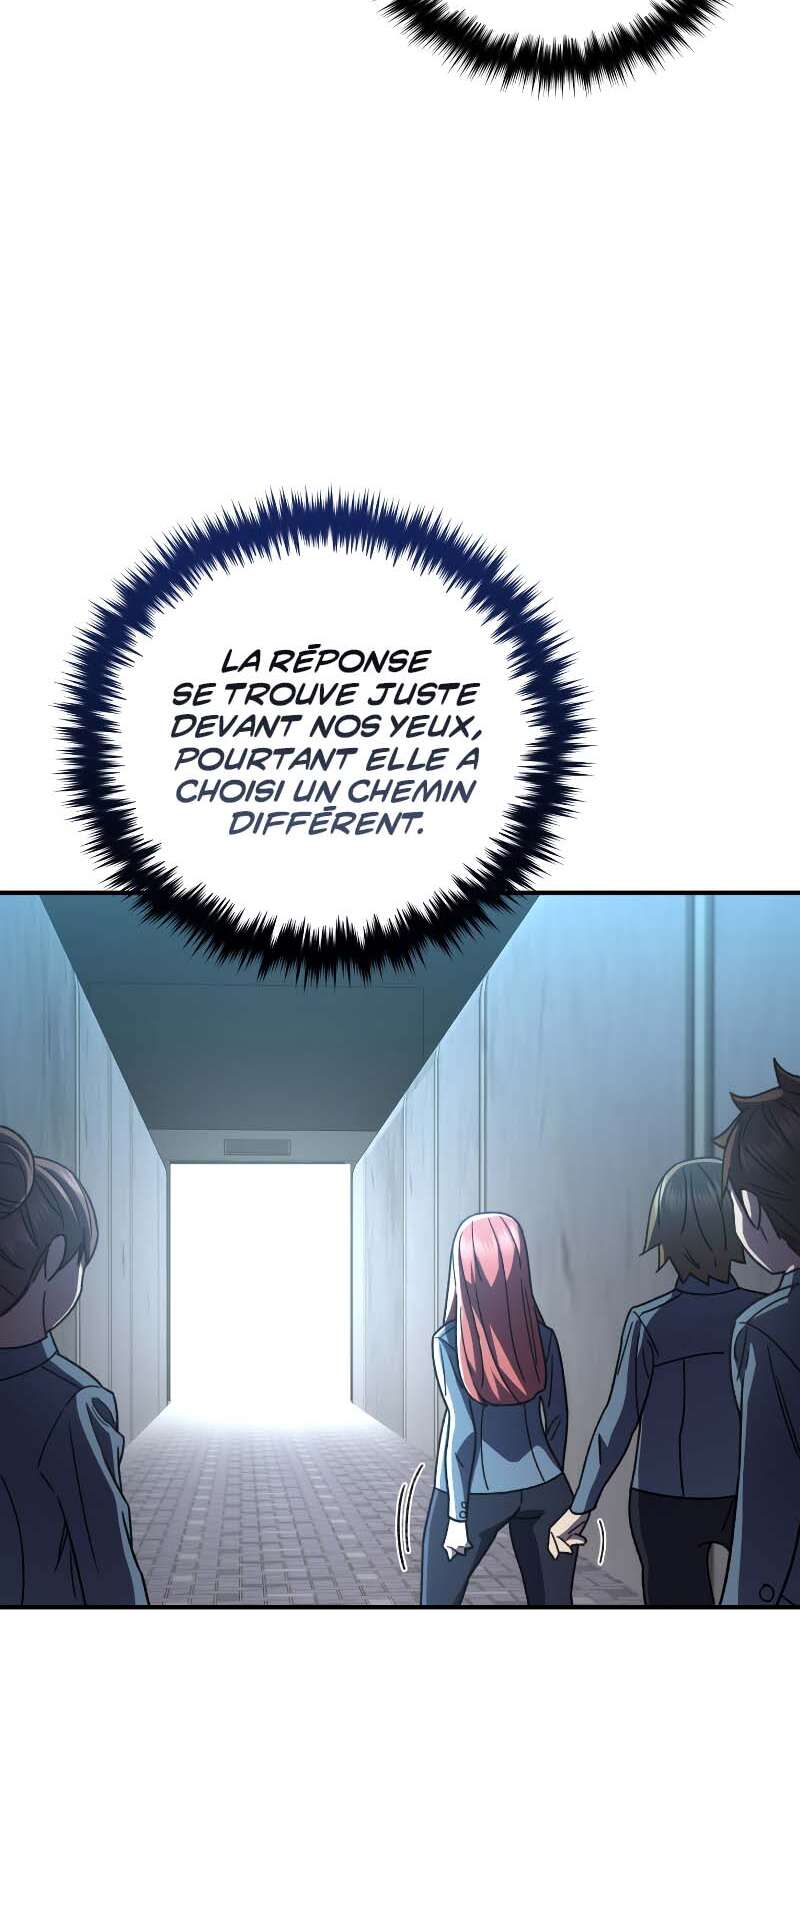 LA RÉPONSE
SE TROUVE JUSTE
DEVANT NOS YEUX,
POURTANT ELLE A
CHOISI UN CHEMIN
DIFFÉRENT.